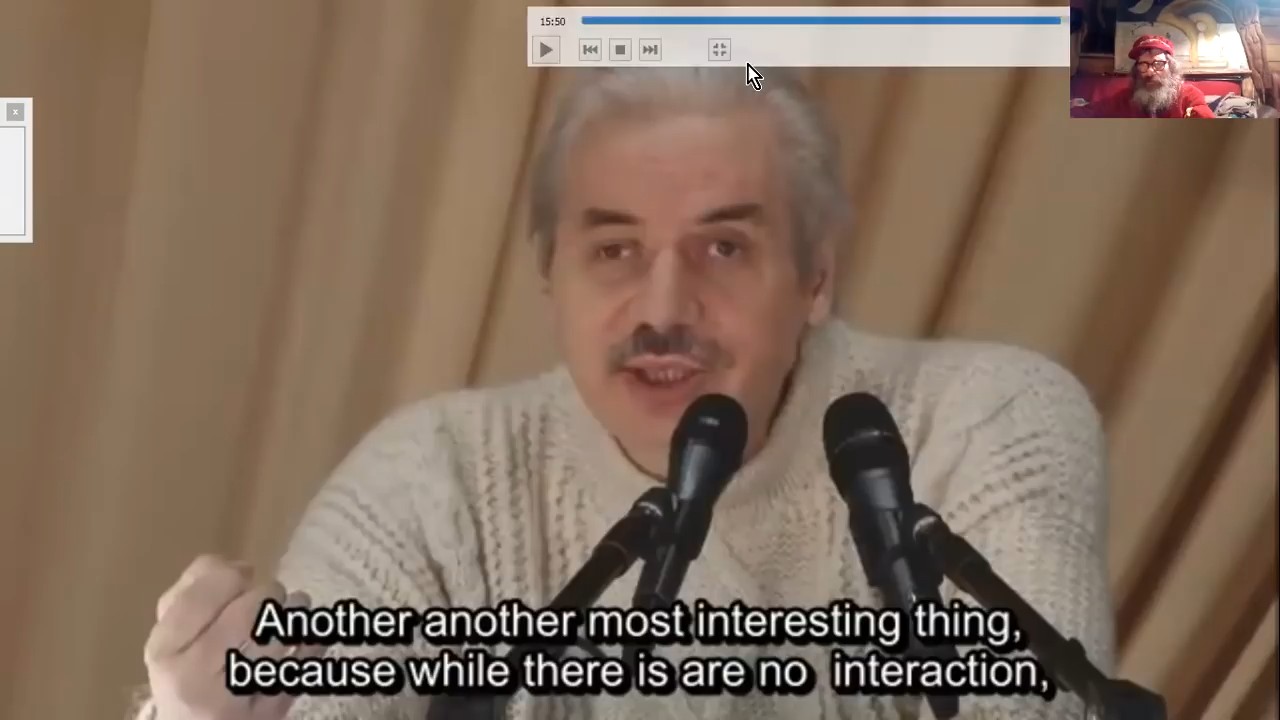 15:50
x
Another another most interesting thing,
because while there is are no interaction,